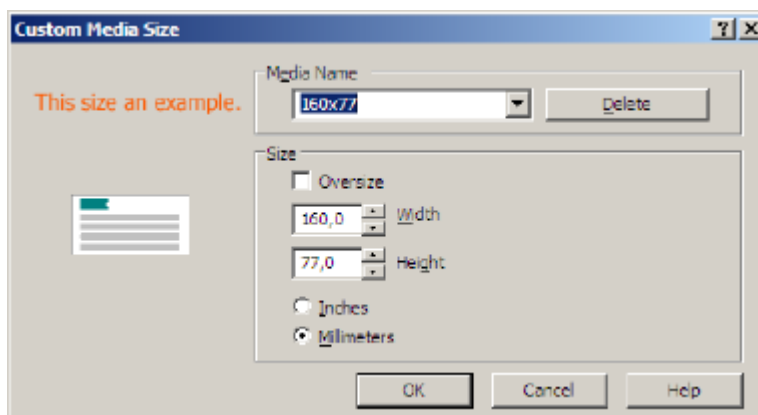 Custom Media Size
This size an example.
Media Name
160x77
Delete
Size
Oversize
160,0 Width
77,0 Height
Inches
Milimeters
OK Cancel Help